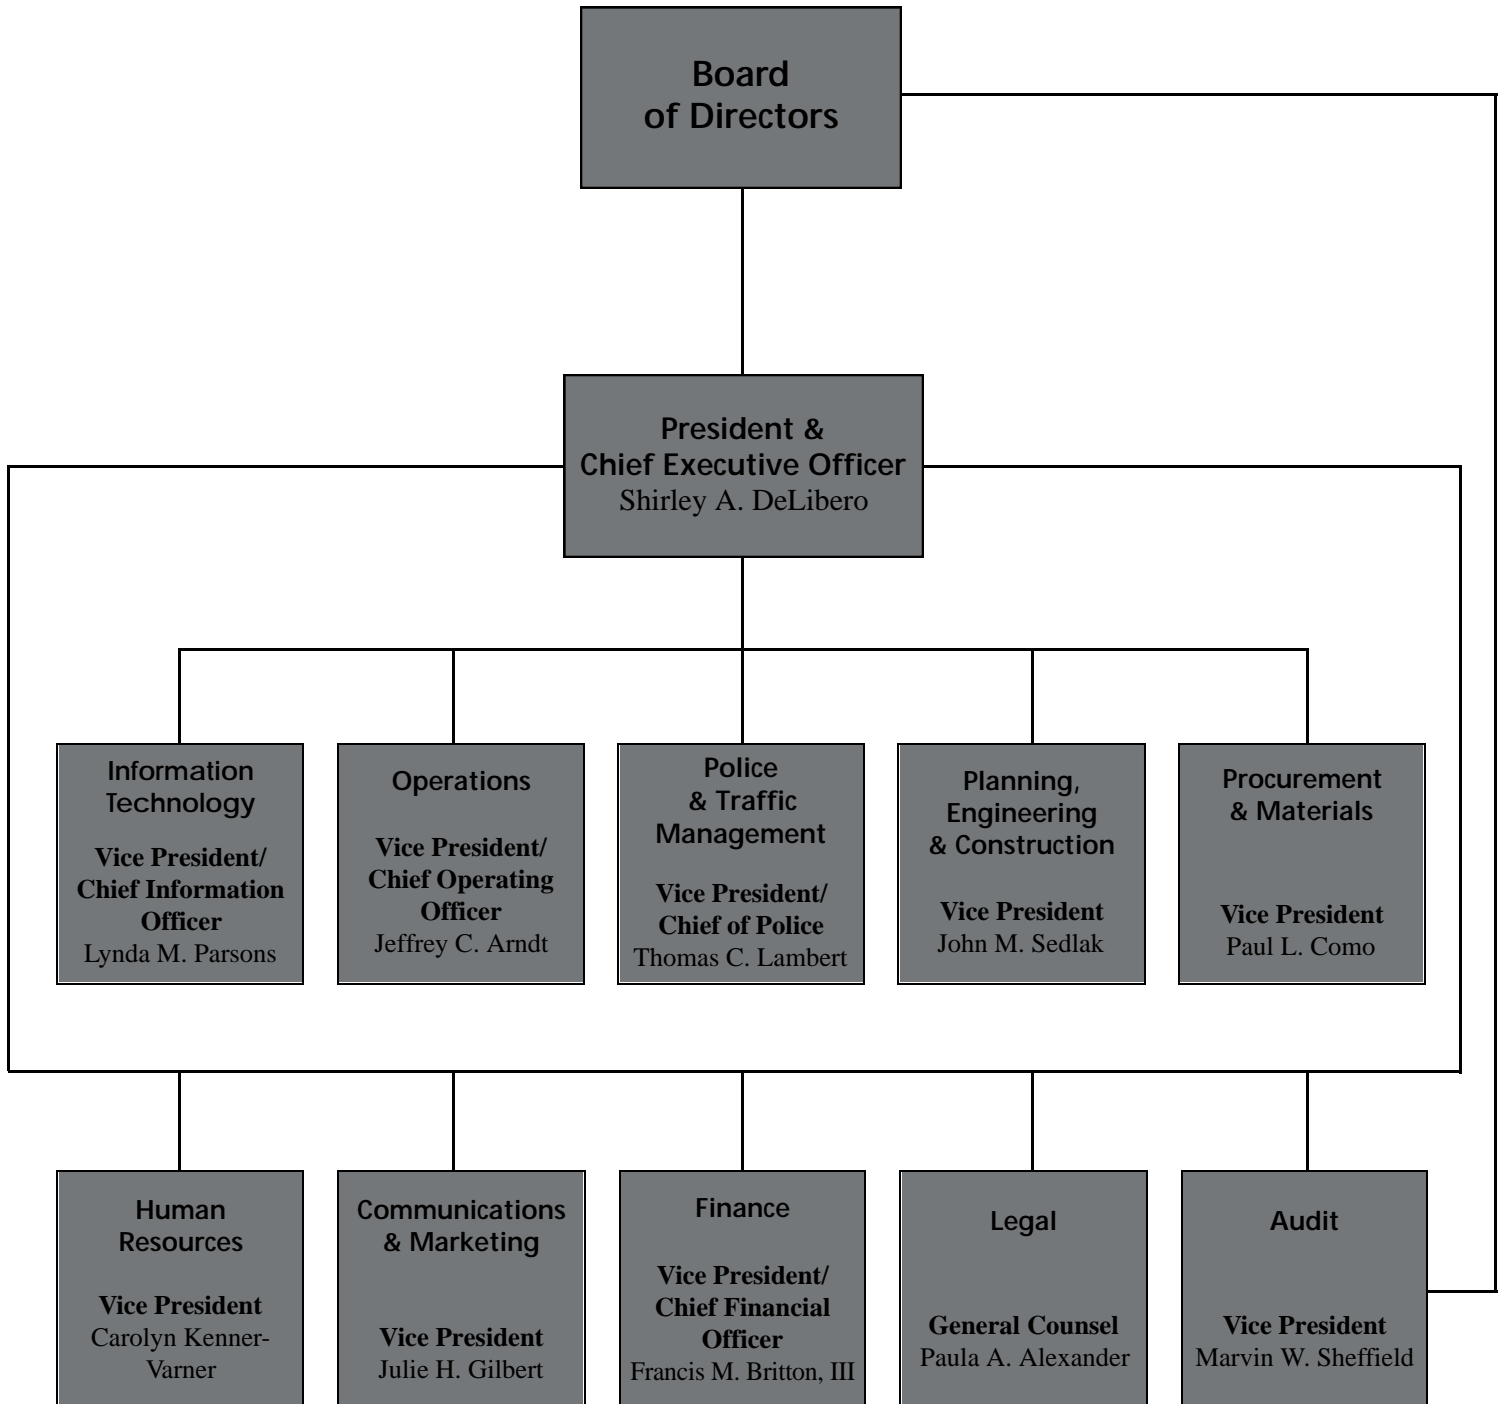 Board
of Directors
President &
Chief Executive Officer
Shirley A. DeLibero
Information
Technology
Vice President/
Chief Information
Officer
Lynda M. Parsons
Operations
Vice President/
Chief Operating
Officer
Jeffrey C. Arndt
Police
& Traffic
Management
Vice President/
Chief of Police
Thomas C. Lambert
Planning,
Engineering
& Construction
Vice President
John M. Sedlak
Procurement
& Materials
Vice President
Paul L. Como
Human
Resources
Vice President
Carolyn Kenner-
Varner
Communications
& Marketing
Vice President
Julie H. Gilbert
Finance
Vice President/
Chief Financial
Officer
Francis M. Britton, III
Legal
General Counsel
Paula A. Alexander
Audit
Vice President
Marvin W. Sheffield